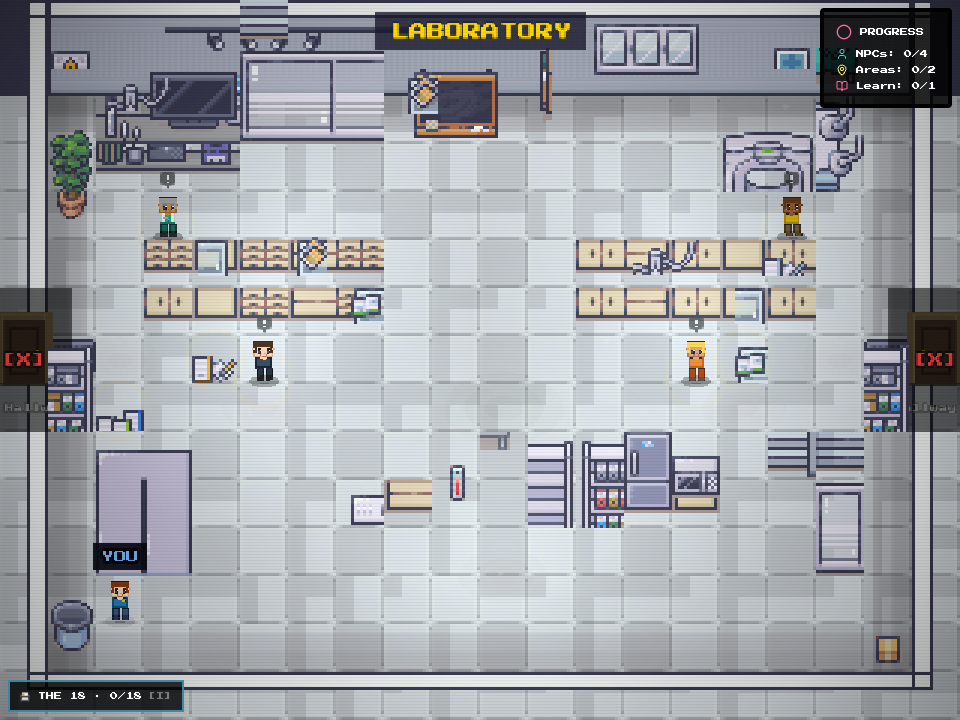 LABORATORY
PROGRESS
NPCs: 0/4
Areas: 0/2
Learn: 0/1
[X]
[X]
YOU
THE 18 · 0/18 [I]